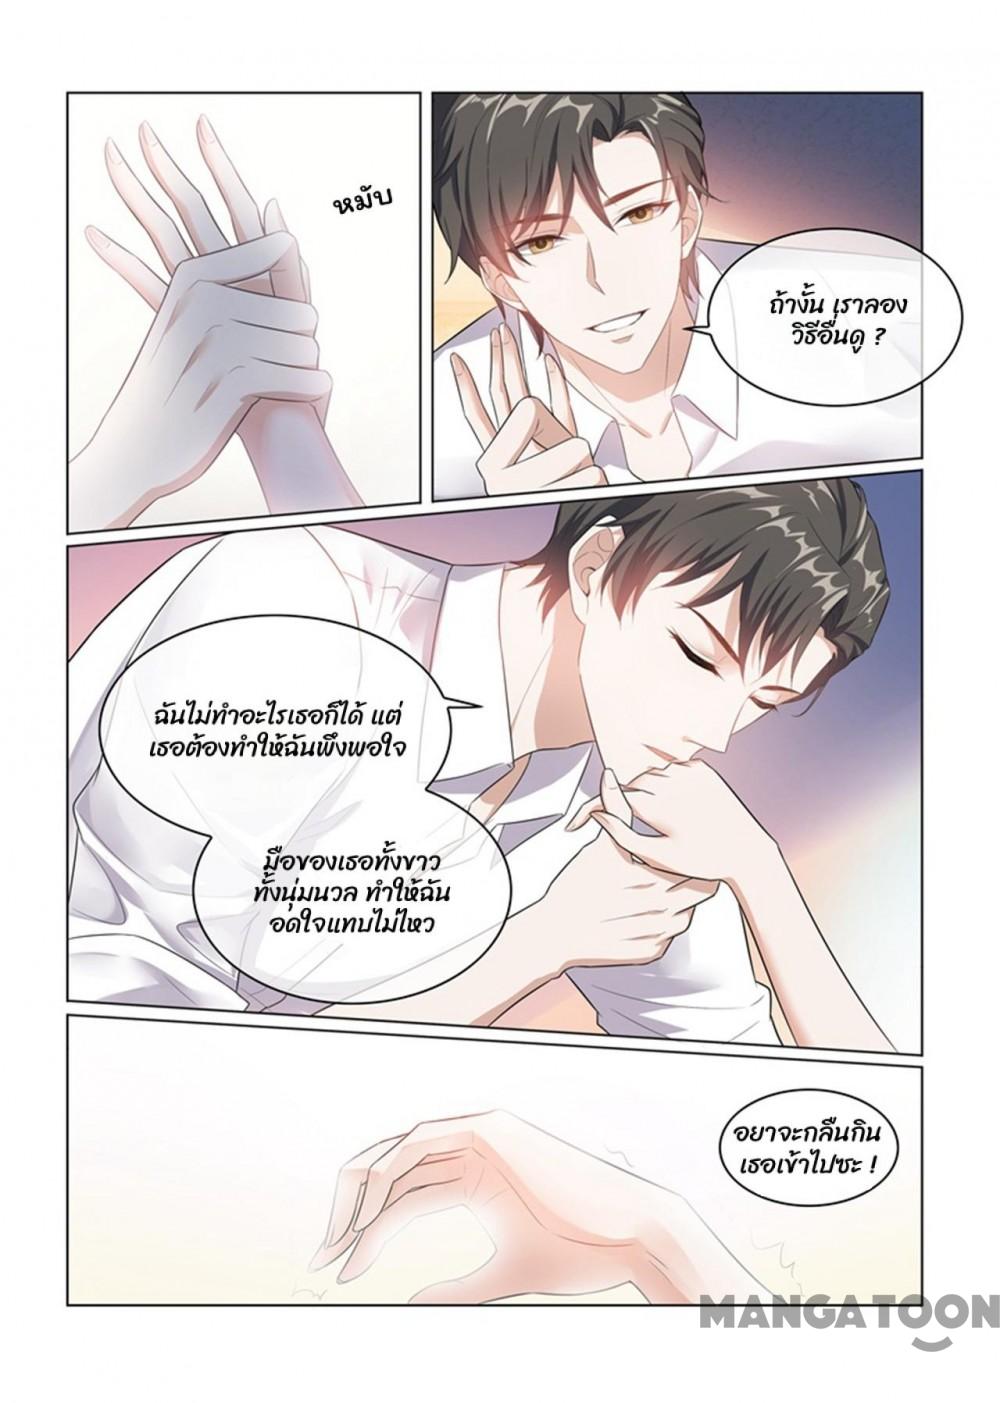 หมับ
ถ้างั้น เราลอง
วิธีอื่นดู ?
ฉันไม่ทำอะไรเธอก็ได้ แต่
เธอต้องทำให้ฉันพึงพอใจ
มือของเธอทั้งขาว
ทั้งนุ่มนวล ทำให้ฉัน
อดใจแทบไม่ไหว
อยาจะกลืนกิน
เธอเข้าไปซะ !
MANGATOON